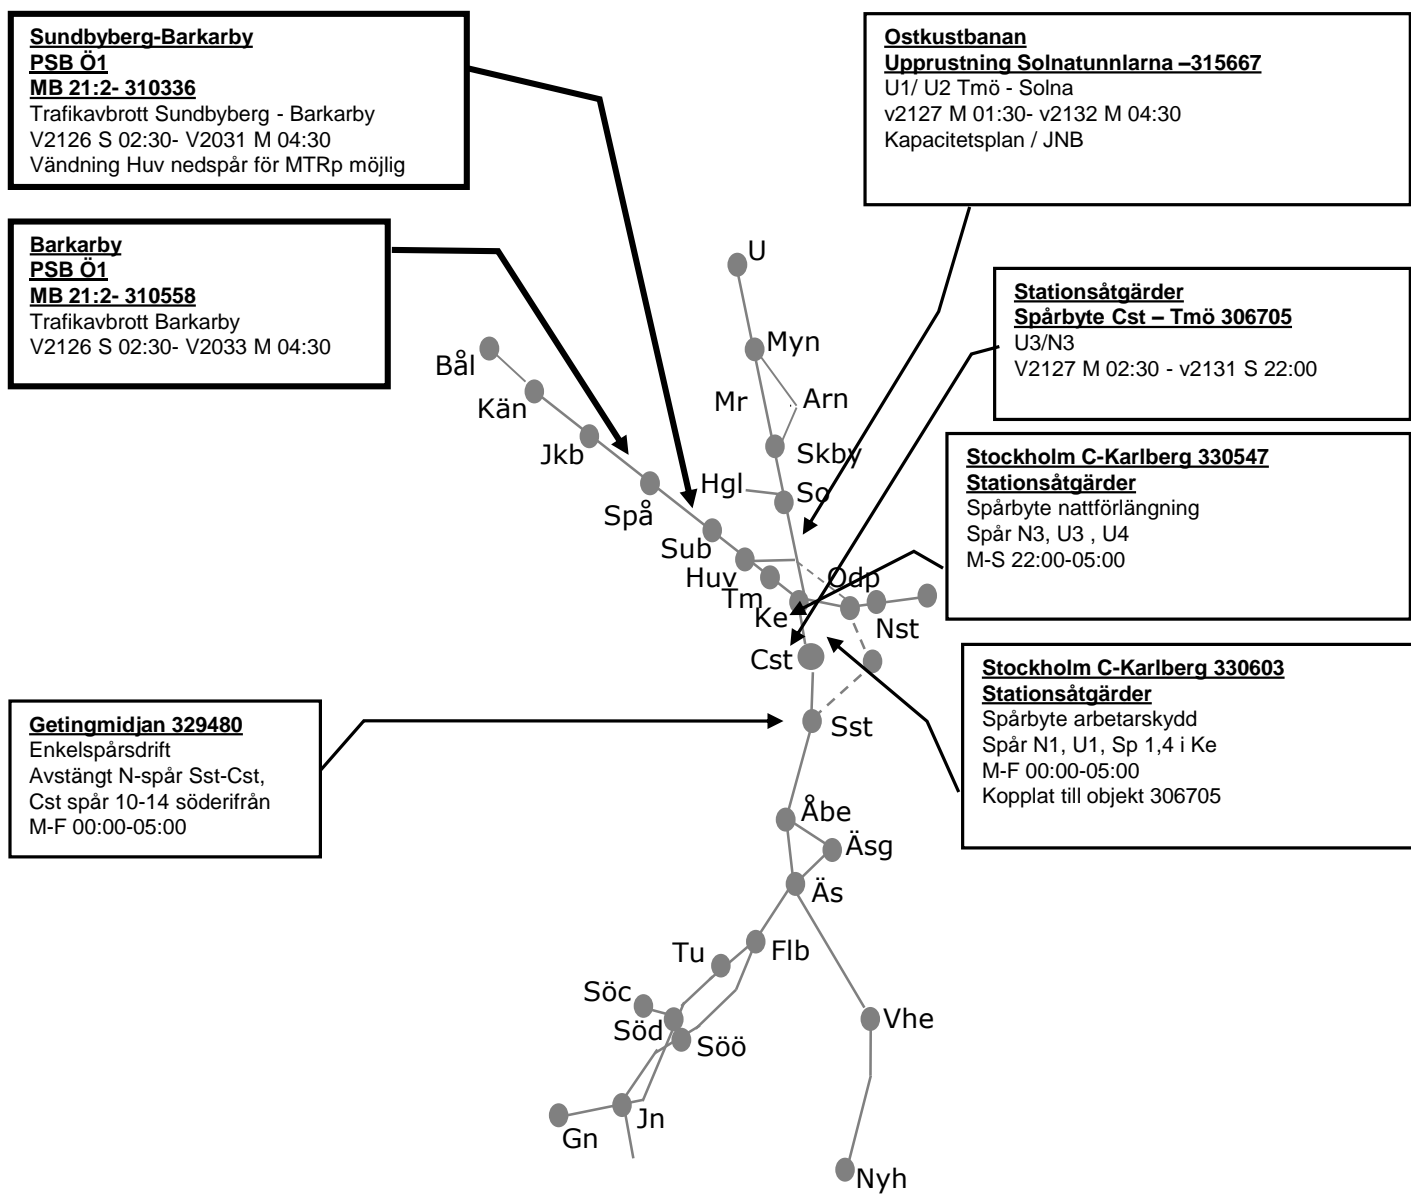 Sundbyberg-Barkarby
PSB Ö1
MB 21:2- 310336
Trafikavbrott Sundbyberg - Barkarby
V2126 S 02:30- V2031 M 04:30
Vändning Huv nedspår för MTRp möjlig
Ostkustbanan
Upprustning Solnatunnlarna –315667
U1/ U2 Tmö - Solna
v2127 M 01:30- v2132 M 04:30
Kapacitetsplan / JNB
Barkarby
PSB Ö1
MB 21:2- 310558
Trafikavbrott Barkarby
V2126 S 02:30- V2033 M 04:30
Stationsåtgärder
Spårbyte Cst – Tmö 306705
U3/N3
V2127 M 02:30 - v2131 S 22:00
Stockholm C-Karlberg 330547
Stationsåtgärder
Spårbyte nattförlängning
Spår N3, U3 , U4
M-S 22:00-05:00
Stockholm C-Karlberg 330603
Stationsåtgärder
Spårbyte arbetarskydd
Spår N1, U1, Sp 1,4 i Ke
M-F 00:00-05:00
Kopplat till objekt 306705
Getingmidjan 329480
Enkelspårsdrift
Avstängt N-spår Sst-Cst,
Cst spår 10-14 söderifrån
M-F 00:00-05:00
U
Myn
Bål
Mr
Arn
Kän
Jkb
Skby
Hgl
So
Spå
Sub
Huv
Odp
Tm
Ke
Nst
Cst
Sst
Åbe
Äsg
Äs
Flb
Tu
Söc
Söd
Söö
Vhe
Jn
Gn
Nyh